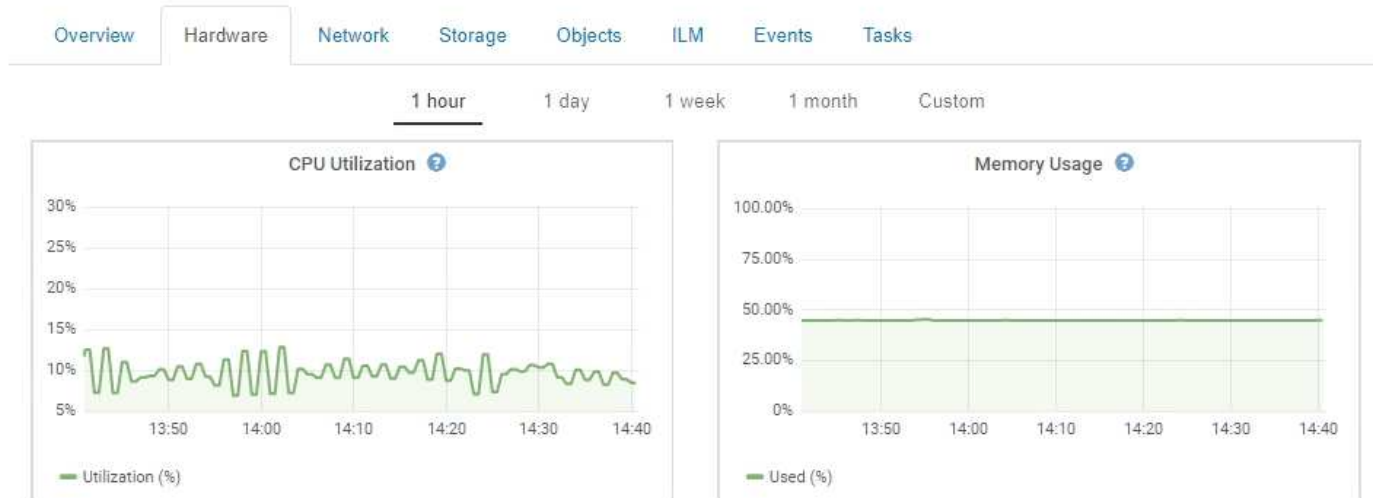 Overview Hardware Network Storage Objects ILM Events Tasks
1 hour 1 day 1 week 1 month Custom
CPU Utilization ?
30%
25%
20%
15%
10%
5%
13:50 14:00 14:10 14:20 14:30 14:40
Utilization (%)
Memory Usage ?
100.00%
75.00%
50.00%
25.00%
0%
13:50 14:00 14:10 14:20 14:30 14:40
Used (%)